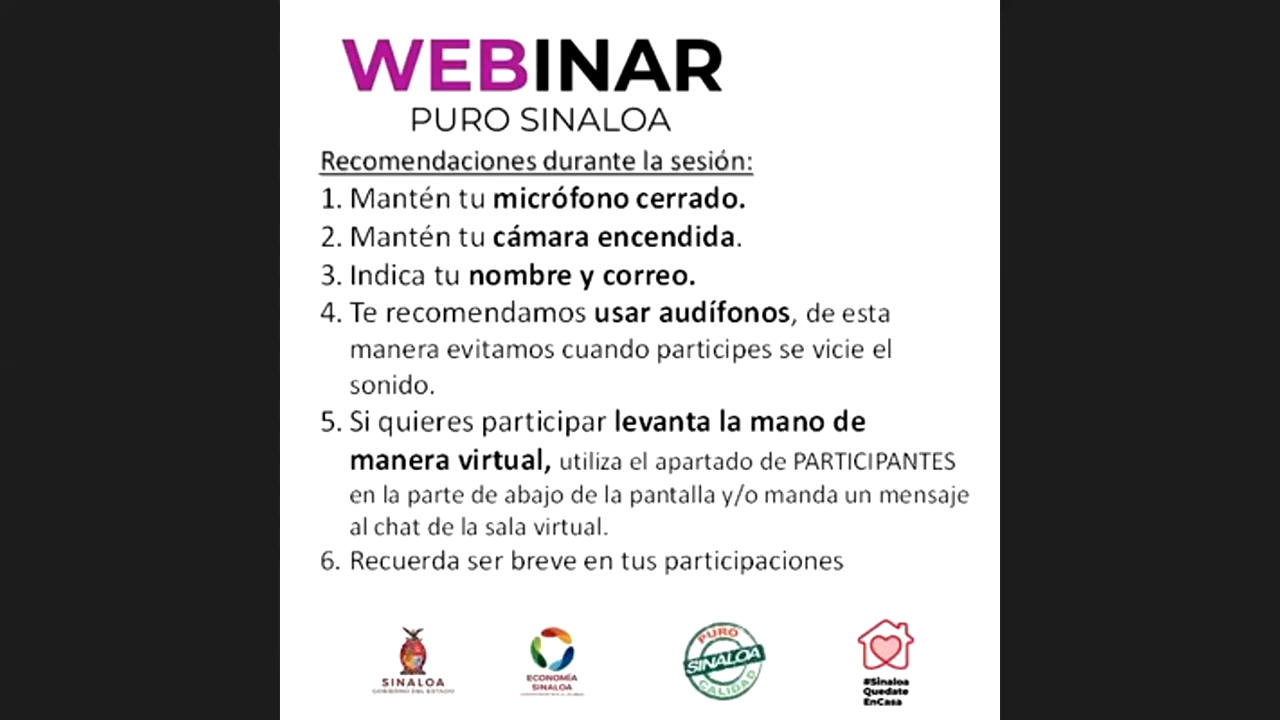 WEBINAR
PURO SINALOA
Recomendaciones durante la sesión:
1. Mantén tu micrófono cerrado.
2. Mantén tu cámara encendida.
3. Indica tu nombre y correo.
4. Te recomendamos usar audífonos, de esta
manera evitamos cuando participes se vicie el
sonido.
5. Si quieres participar levanta la mano de
manera virtual, utiliza el apartado de PARTICIPANTES
en la parte de abajo de la pantalla y/o manda un mensaje
al chat de la sala virtual.
6. Recuerda ser breve en tus participaciones
SINALOA
GOBIERNO DEL ESTADO
ECONOMÍA
SINALOA
PURO
SINALOA
CALIDAD
#Sinaloa
Quedate
EnCasa